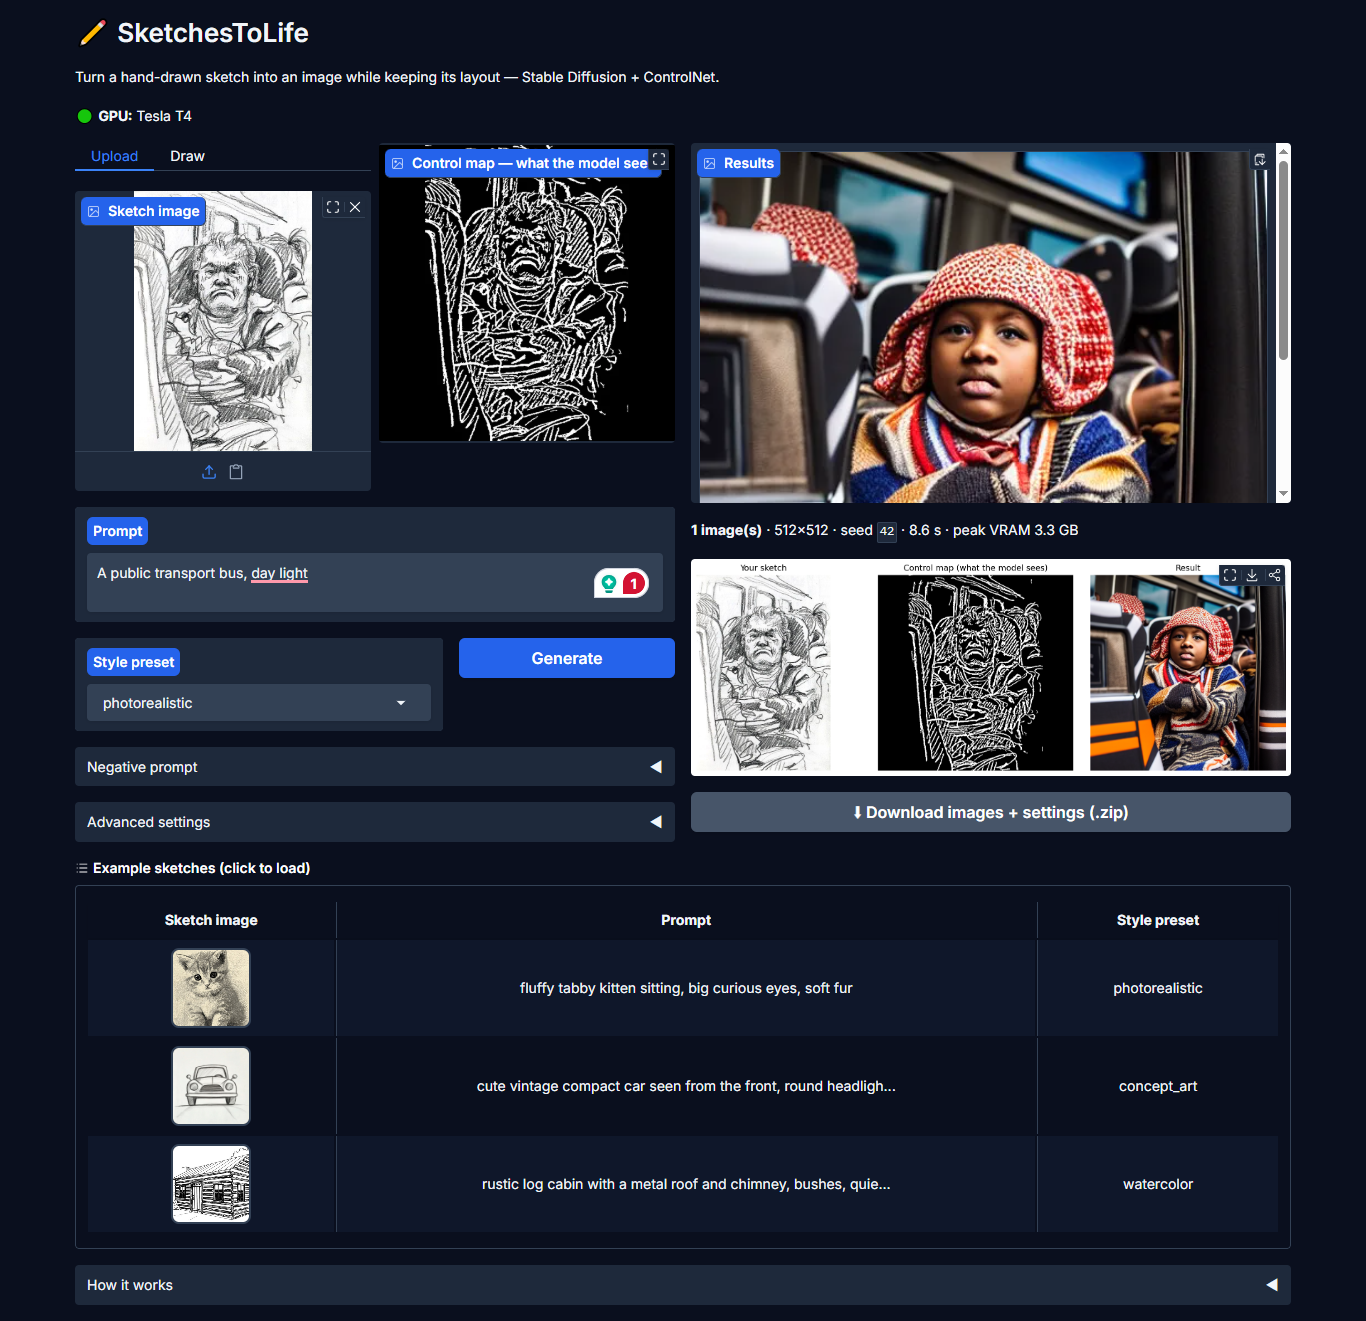 ✏️ SketchesToLife
Turn a hand-drawn sketch into an image while keeping its layout — Stable Diffusion + ControlNet.
GPU: Tesla T4
Upload Draw
Sketch image
Control map — what the model see
Results
Prompt
A public transport bus, day light
1
Style preset
photorealistic
Generate
Negative prompt
Advanced settings
1 image(s) · 512×512 · seed 42 · 8.6 s · peak VRAM 3.3 GB
Your sketch
Control map (what the model sees)
Result
⬇ Download images + settings (.zip)
Example sketches (click to load)
Sketch image Prompt Style preset
fluffy tabby kitten sitting, big curious eyes, soft fur photorealistic
cute vintage compact car seen from the front, round headligh... concept_art
rustic log cabin with a metal roof and chimney, bushes, quie... watercolor
How it works